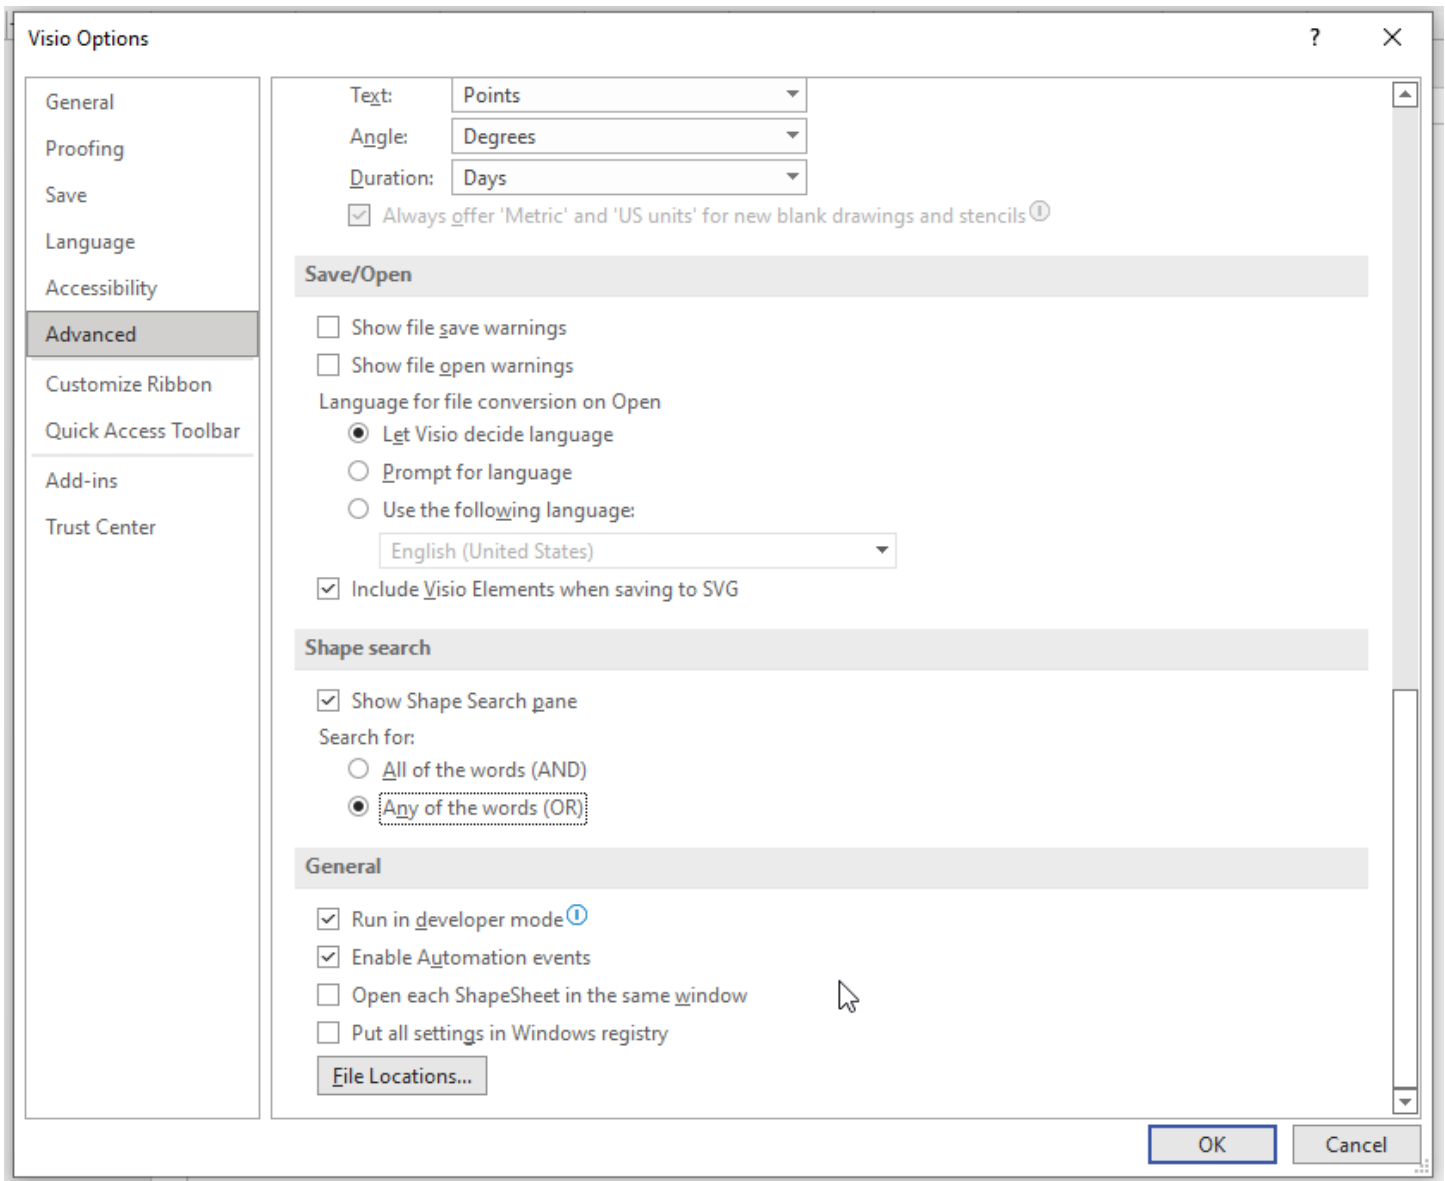 Visio Options
?
General
Proofing
Save
Language
Accessibility
Advanced
Customize Ribbon
Quick Access Toolbar
Add-ins
Trust Center
Text: Points
Angle: Degrees
Duration: Days
Always offer 'Metric' and 'US units' for new blank drawings and stencils
Save/Open
Show file save warnings
Show file open warnings
Language for file conversion on Open
Let Visio decide language
Prompt for language
Use the following language:
English (United States)
Include Visio Elements when saving to SVG
Shape search
Show Shape Search pane
Search for:
All of the words (AND)
Any of the words (OR)
General
Run in developer mode
Enable Automation events
Open each ShapeSheet in the same window
Put all settings in Windows registry
File Locations...
OK Cancel